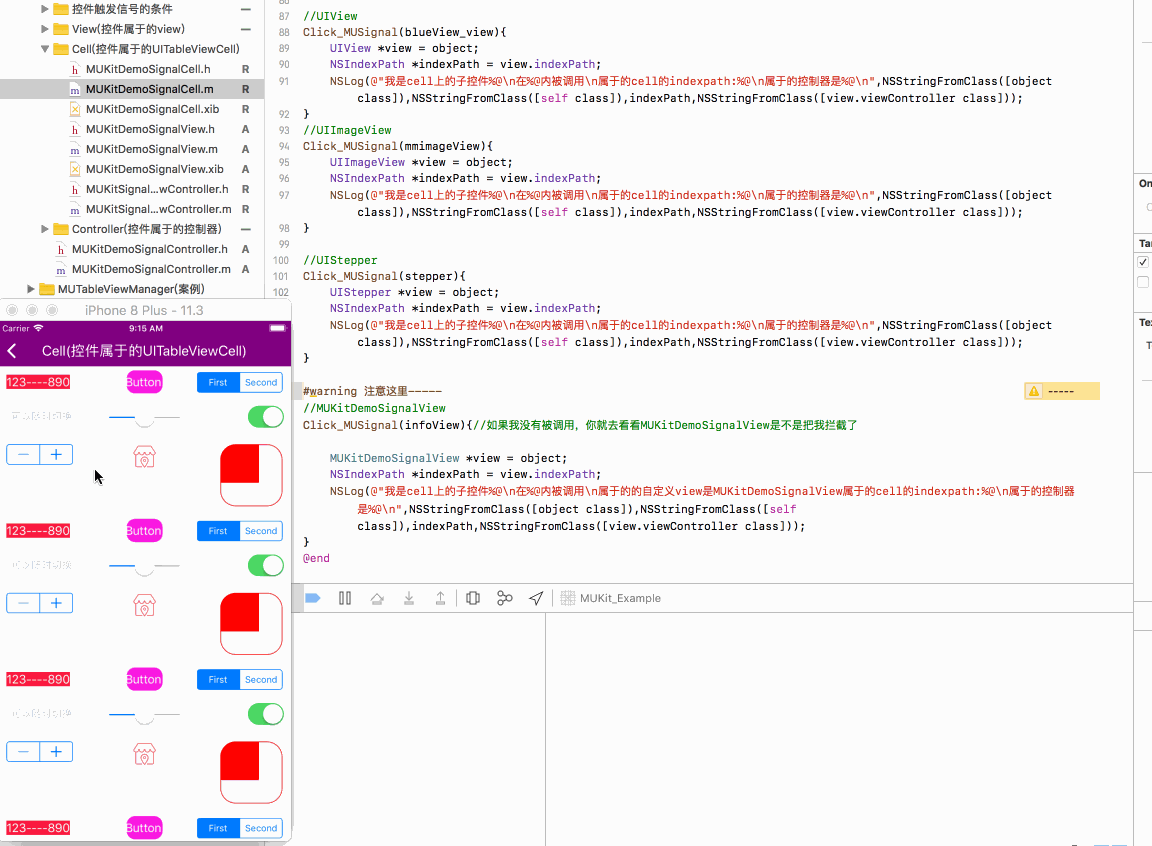 控件触发信号的条件
View(控件属于的view)
Cell(控件属于的UITableViewCell)
MUKitDemoSignalCell.h R
MUKitDemoSignalCell.m R
MUKitDemoSignalCell.xib R
MUKitDemoSignalView.h A
MUKitDemoSignalView.m A
MUKitDemoSignalView.xib A
MUKitSignal...wController.h R
MUKitSignal...wController.m R
Controller(控件属于的控制器)
MUKitDemoSignalController.h A
MUKitDemoSignalController.m A
MUTableViewManager(案例)
87 //UIView
88 Click_MUSignal(blueView_view){
89 UIView *view = object;
90 NSIndexPath *indexPath = view.indexPath;
91 NSLog(@"我是cell上的子控件%@\n在%@内被调用\n属于的cell的indexpath:%@\n属于的控制器是%@\n",NSStringFromClass([object
class]),NSStringFromClass([self class]),indexPath,NSStringFromClass([view.viewController class]));
92 }
93 //UIImageView
94 Click_MUSignal(mmimageView){
95 UIImageView *view = object;
96 NSIndexPath *indexPath = view.indexPath;
97 NSLog(@"我是cell上的子控件%@\n在%@内被调用\n属于的cell的indexpath:%@\n属于的控制器是%@\n",NSStringFromClass([object
class]),NSStringFromClass([self class]),indexPath,NSStringFromClass([view.viewController class]));
98 }
99
100 //UIStepper
101 Click_MUSignal(stepper){
102 UIStepper *view = object;
NSIndexPath *indexPath = view.indexPath;
NSLog(@"我是cell上的子控件%@\n在%@内被调用\n属于的cell的indexpath:%@\n属于的控制器是%@\n",NSStringFromClass([object
class]),NSStringFromClass([self class]),indexPath,NSStringFromClass([view.viewController class]));
}
#warning 注意这里-----
-----
//MUKitDemoSignalView
Click_MUSignal(infoView){//如果我没有被调用，你就去看看MUKitDemoSignalView是不是把我拦截了
MUKitDemoSignalView *view = object;
NSIndexPath *indexPath = view.indexPath;
NSLog(@"我是cell上的子控件%@\n在%@内被调用\n属于的的自定义view是MUKitDemoSignalView属于的cell的indexpath:%@\n属于的控制器
是%@\n",NSStringFromClass([object class]),NSStringFromClass([self
class]),indexPath,NSStringFromClass([view.viewController class]));
}
@end
MUKit_Example
iPhone 8 Plus - 11.3
Carrier 9:15 AM
Cell(控件属于的UITableViewCell)
123----890 Button First Second
123----890 Button First Second
123----890 Button First Second
123----890 Button First Second